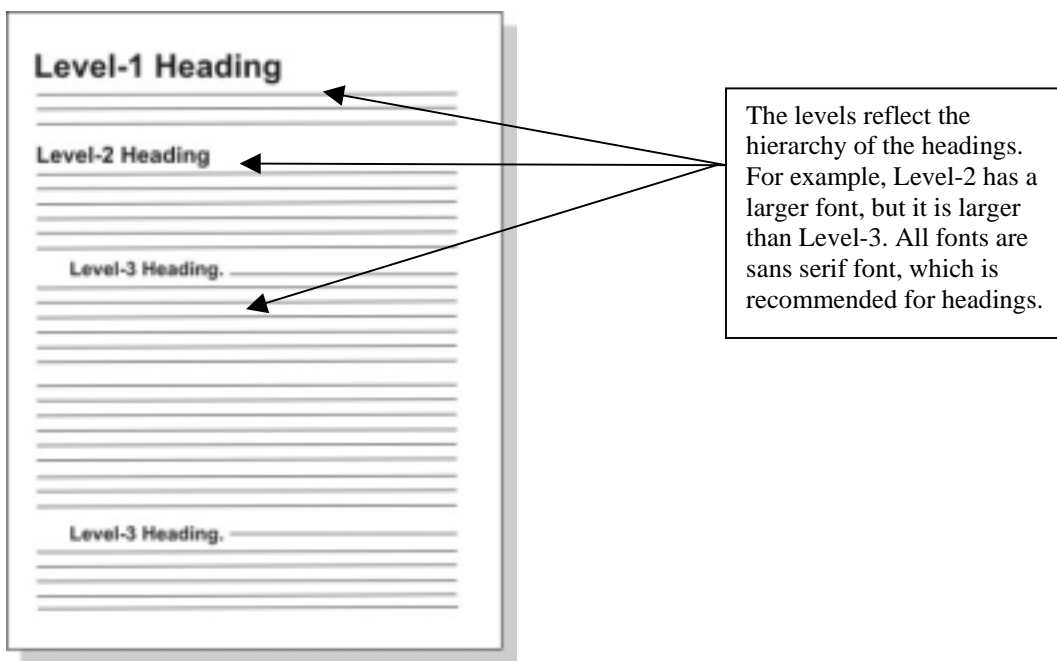 Level-1 Heading
Level-2 Heading
Level-3 Heading.
Level-3 Heading.
The levels reflect the
hierarchy of the headings.
For example, Level-2 has a
larger font, but it is larger
than Level-3. All fonts are
sans serif font, which is
recommended for headings.